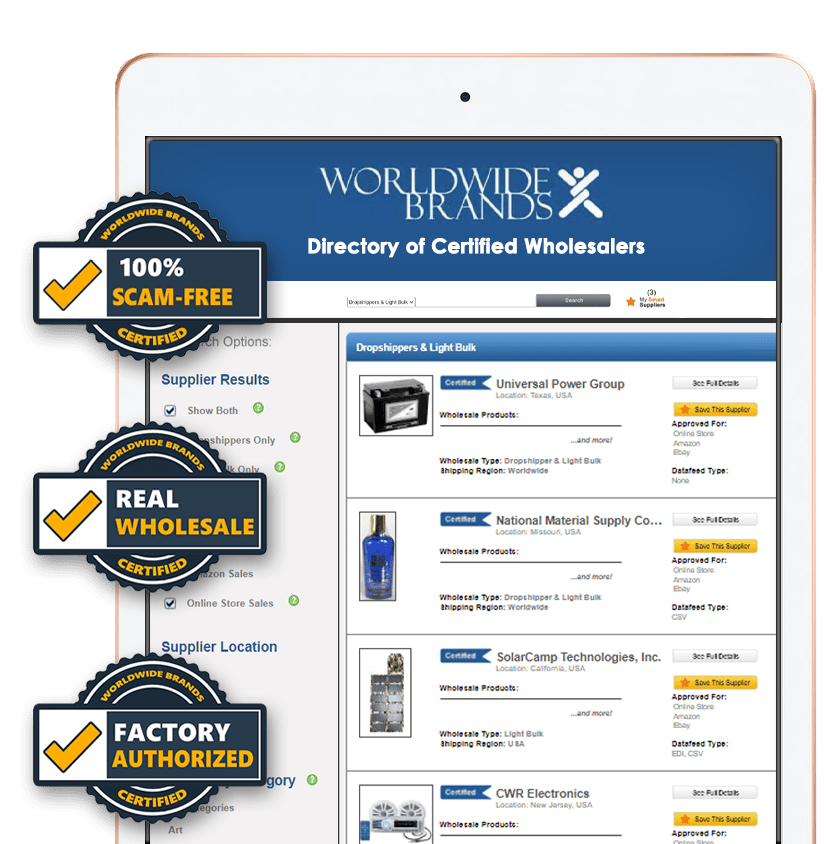 WORLDWIDE
BRANDS
Directory of Certified Wholesalers
Dropshippers & Light Bulk
Search
(3)
My Saved
Suppliers
WORLDWIDE BRANDS
100%
SCAM-FREE
CERTIFIED
ch Options:
Supplier Results
Show Both
Dropshippers Only
lk Only
WORLDWIDE BRANDS
REAL
WHOLESALE
CERTIFIED
mazon Sales
Online Store Sales
Supplier Location
WORLDWIDE BRANDS
FACTORY
AUTHORIZED
CERTIFIED
egory
egories
Art
Dropshippers & Light Bulk
Certified
Universal Power Group
Location: Texas, USA
Wholesale Products:
...and more!
Wholesale Type: Dropshipper & Light Bulk
Shipping Region: Worldwide
See Full Details
Save This Supplier
Approved For:
Online Store
Amazon
Ebay
Datafeed Type:
None
Certified
National Material Supply Co...
Location: Missouri, USA
Wholesale Products:
...and more!
Wholesale Type: Dropshipper & Light Bulk
Shipping Region: Worldwide
See Full Details
Save This Supplier
Approved For:
Online Store
Amazon
Ebay
Datafeed Type:
CSV
Certified
SolarCamp Technologies, Inc.
Location: California, USA
Wholesale Products:
...and more!
Wholesale Type: Light Bulk
Shipping Region: USA
See Full Details
Save This Supplier
Approved For:
Online Store
Amazon
Ebay
Datafeed Type:
EDI, CSV
Certified
CWR Electronics
Location: New Jersey, USA
Wholesale Products:
See Full Details
Save This Supplier
Approved For:
Online Store